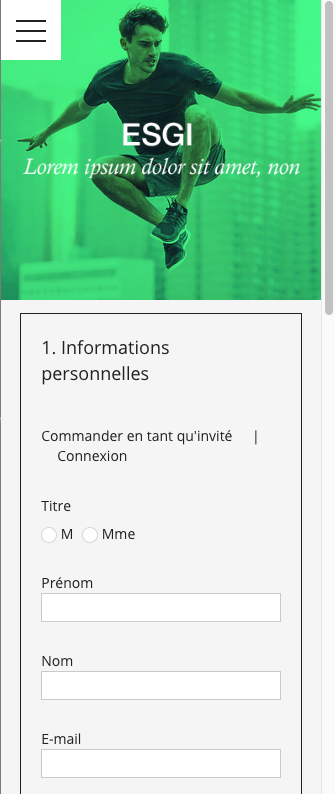 ESGI
Lorem ipsum dolor sit amet, non
1. Informations
personnelles
Commander en tant qu'invité |
Connexion
Titre
M Mme
Prénom
Nom
E-mail